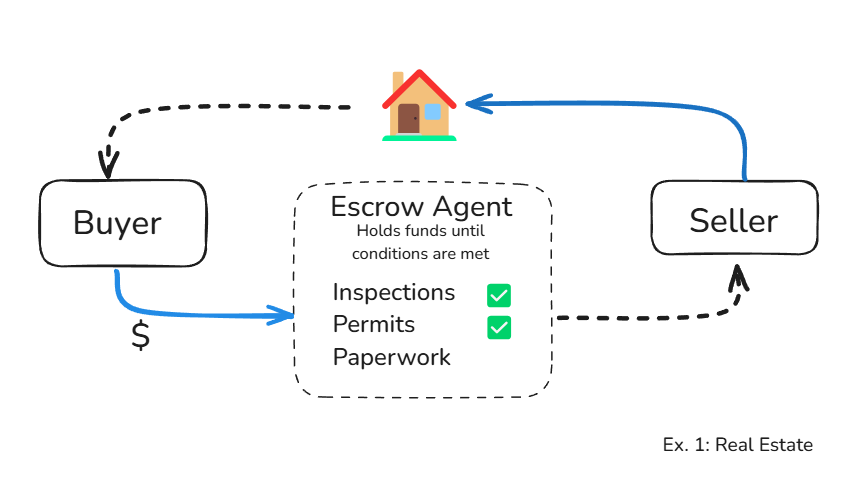 Buyer
Escrow Agent
Holds funds until
conditions are met
Inspections
Permits
Paperwork
Seller
$
Ex. 1: Real Estate